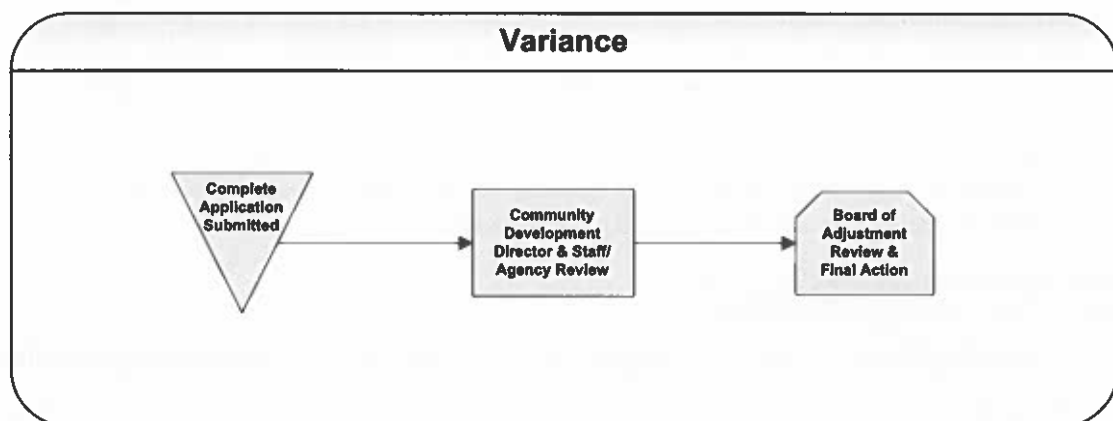 Variance
Complete
Application
Submitted
Community
Development
Director & Staff/
Agency Review
Board of
Adjustment
Review &
Final Action